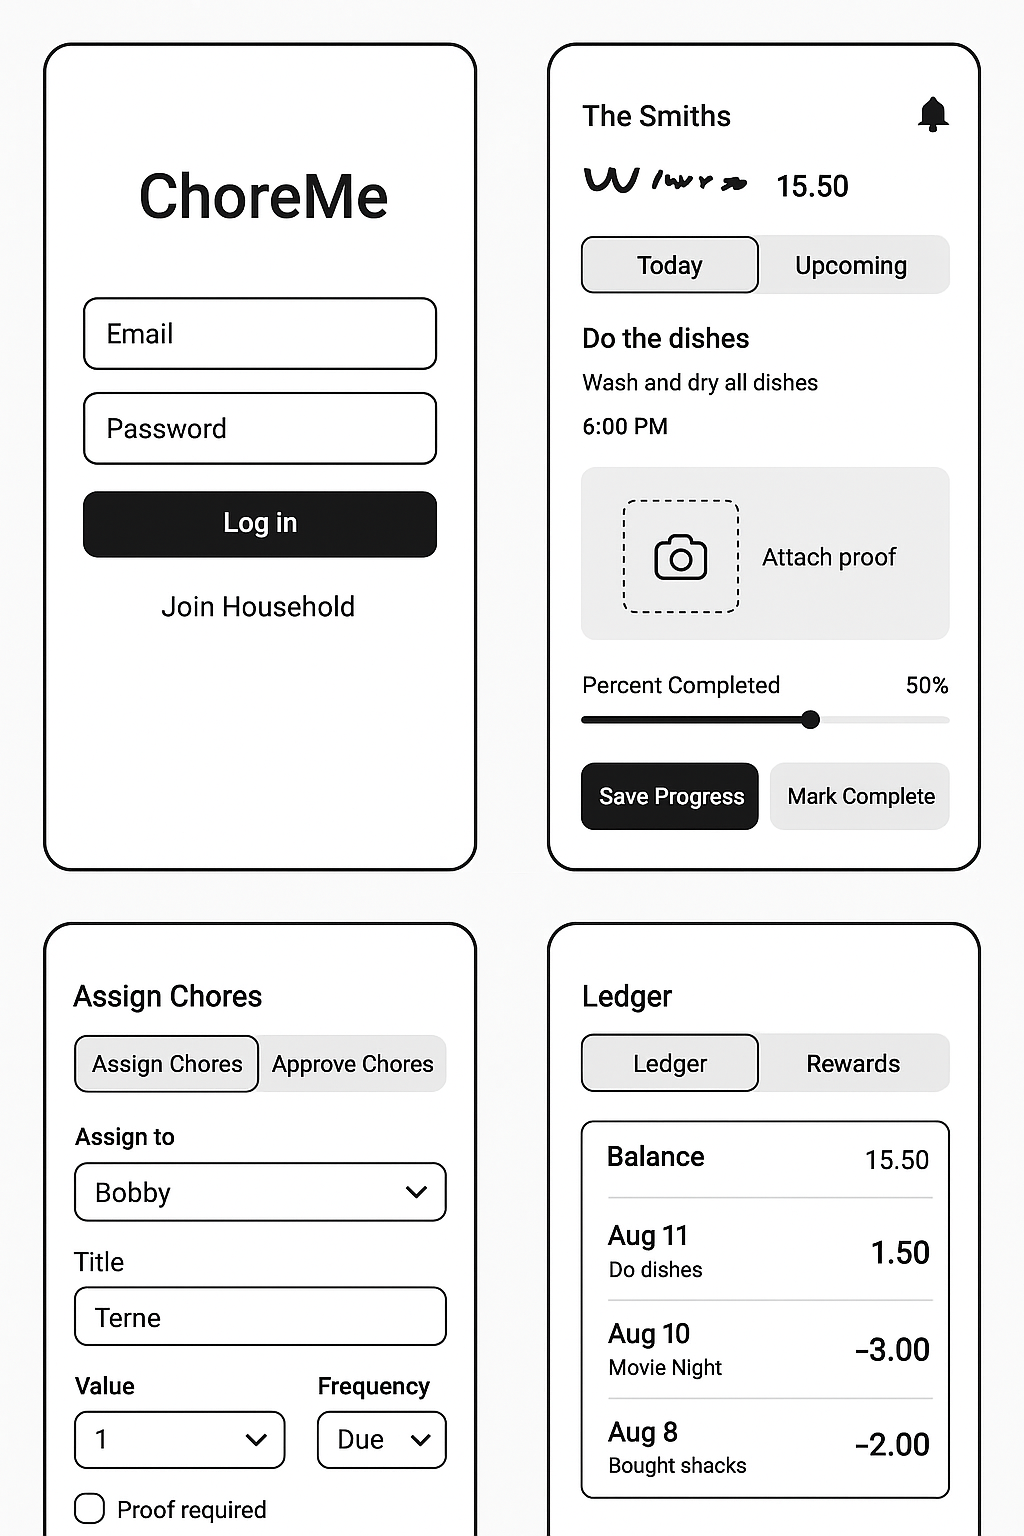 ChoreMe
Email
Password
Log in
Join Household
The Smiths
15.50
Today Upcoming
Do the dishes
Wash and dry all dishes
6:00 PM
Attach proof
Percent Completed 50%
Save Progress Mark Complete
Assign Chores
Assign Chores Approve Chores
Assign to
Bobby
Title
Terne
Value Frequency
1 Due
Proof required
Ledger
Ledger Rewards
Balance 15.50
Aug 11
Do dishes
1.50
Aug 10
Movie Night
-3.00
Aug 8
Bought shacks
-2.00